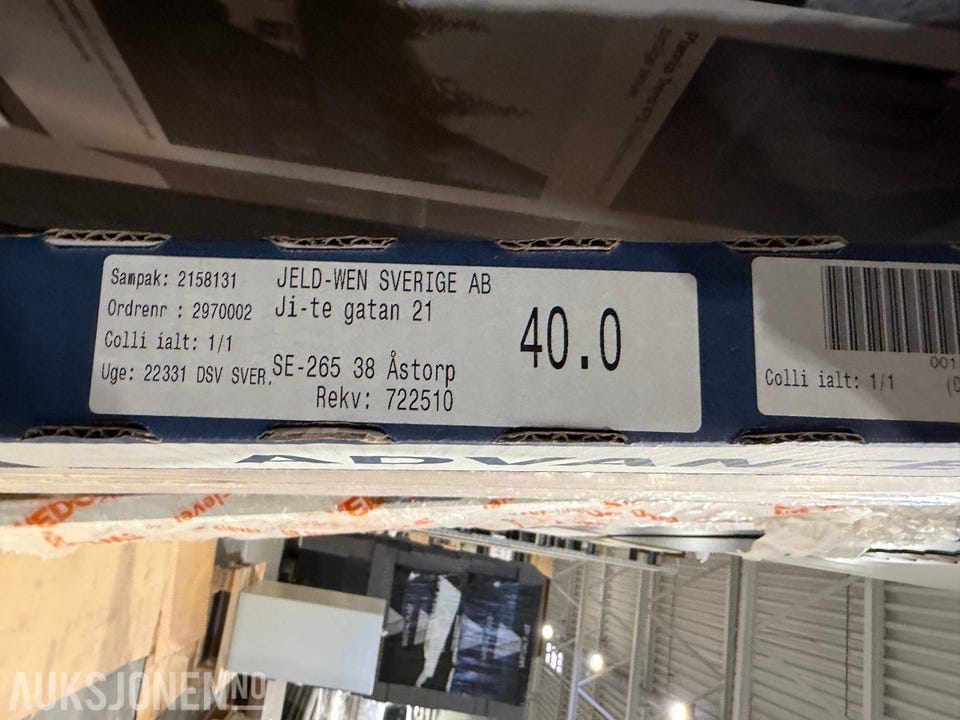 Sampak: 2158131 JELD-WEN SVERIGE AB
Ordrenr : 2970002 Ji-te gatan 21
40.0
Colli ialt: 1/1
Uge: 22331 DSV SVER. SE-265 38 Åstorp
Rekv: 722510
001
Colli ialt: 1/1
AUKSJONEN.NO